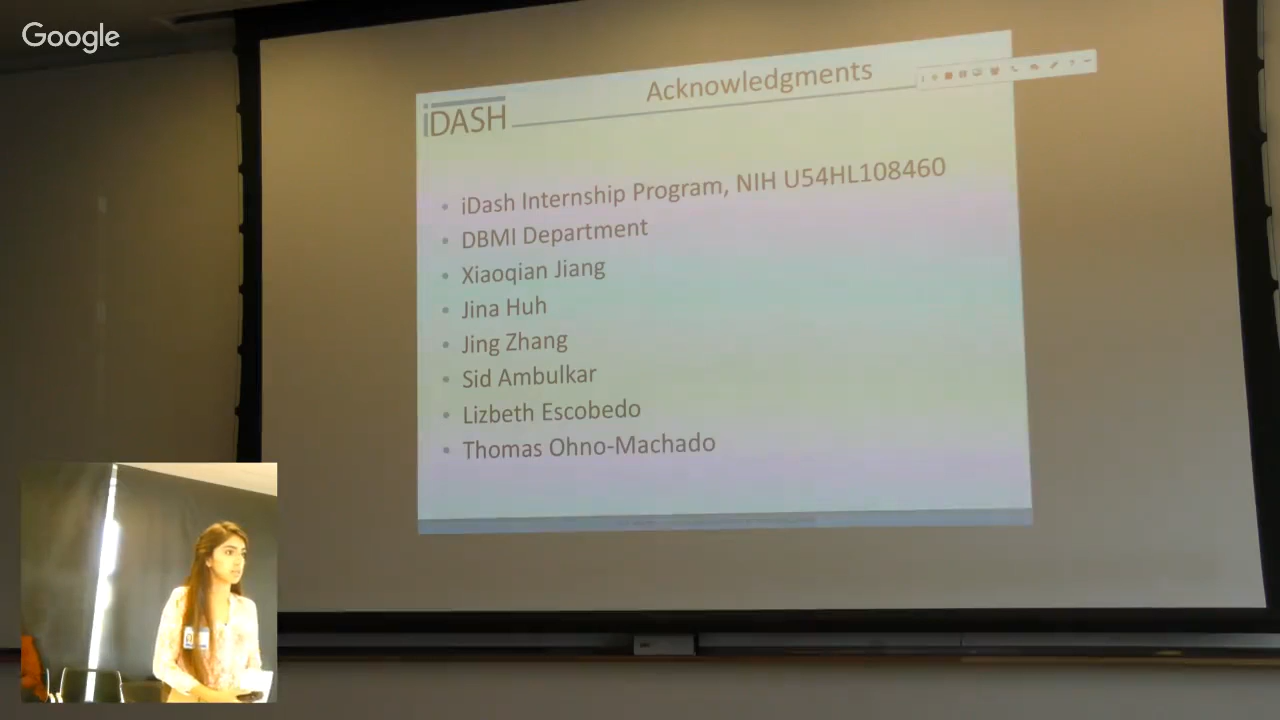 Google
iDASH
Acknowledgments
• iDash Internship Program, NIH U54HL108460
• DBMI Department
• Xiaoqian Jiang
• Jina Huh
• Jing Zhang
• Sid Ambulkar
• Lizbeth Escobedo
• Thomas Ohno-Machado